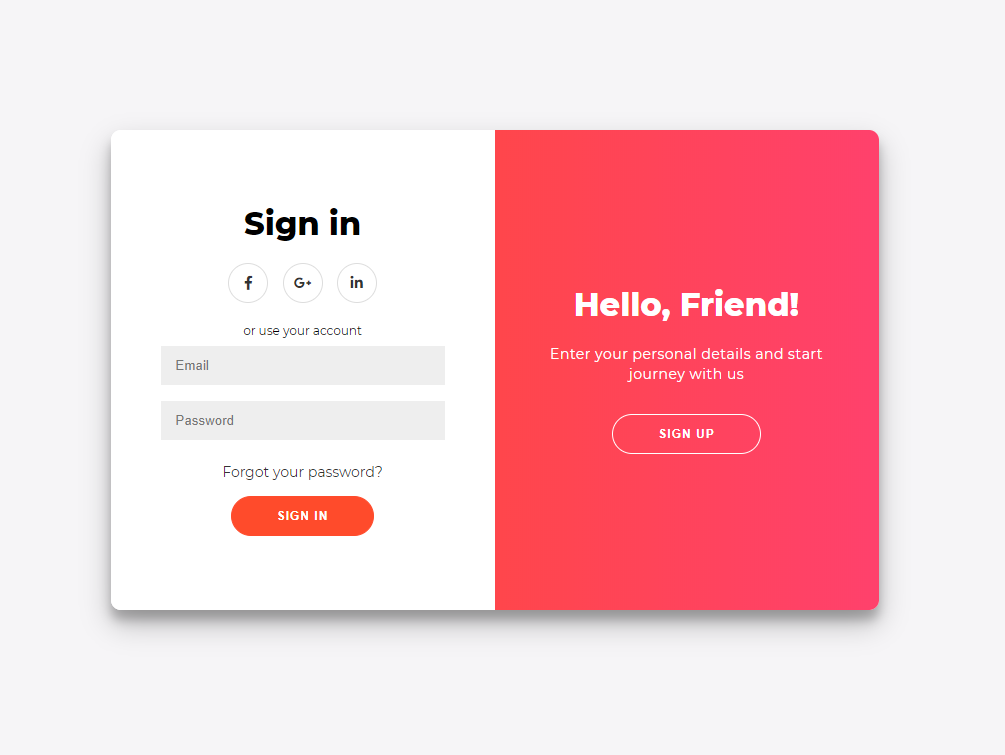 Sign in
f
G+
in
or use your account
Email
Password
Forgot your password?
SIGN IN
Hello, Friend!
Enter your personal details and start
journey with us
SIGN UP